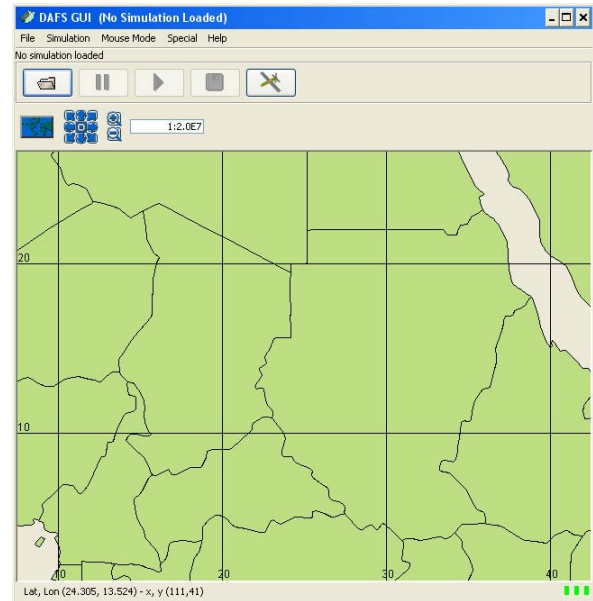 DAFS GUI (No Simulation Loaded)
File Simulation Mouse Mode Special Help
No simulation loaded
1:2.0E7
20
10
10 20 30 40
Lat, Lon (24.305, 13.524) - x, y (111,41)